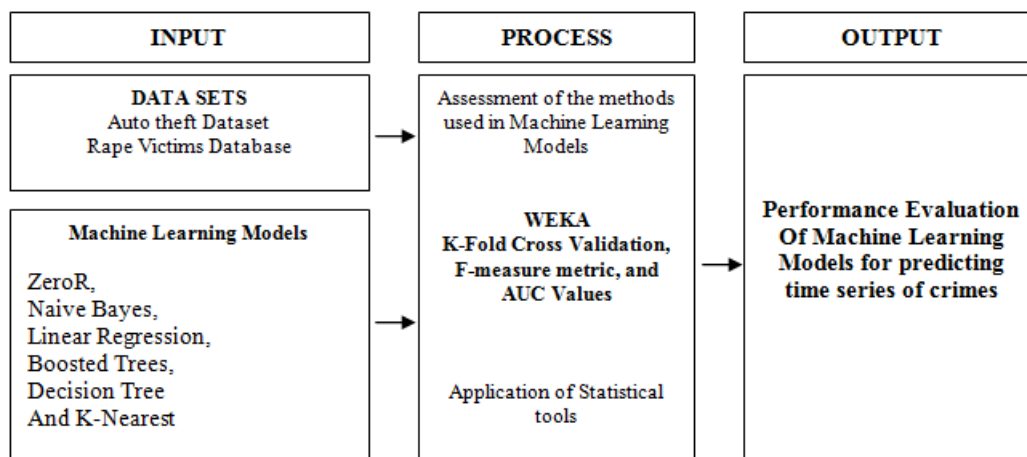 INPUT
DATA SETS
Auto theft Dataset
Rape Victims Database
Machine Learning Models
ZeroR,
Naive Bayes,
Linear Regression,
Boosted Trees,
Decision Tree
And K-Nearest
PROCESS
Assessment of the methods
used in Machine Learning
Models
WEKA
K-Fold Cross Validation,
F-measure metric, and
AUC Values
Application of Statistical
tools
OUTPUT
Performance Evaluation
Of Machine Learning
Models for predicting
time series of crimes